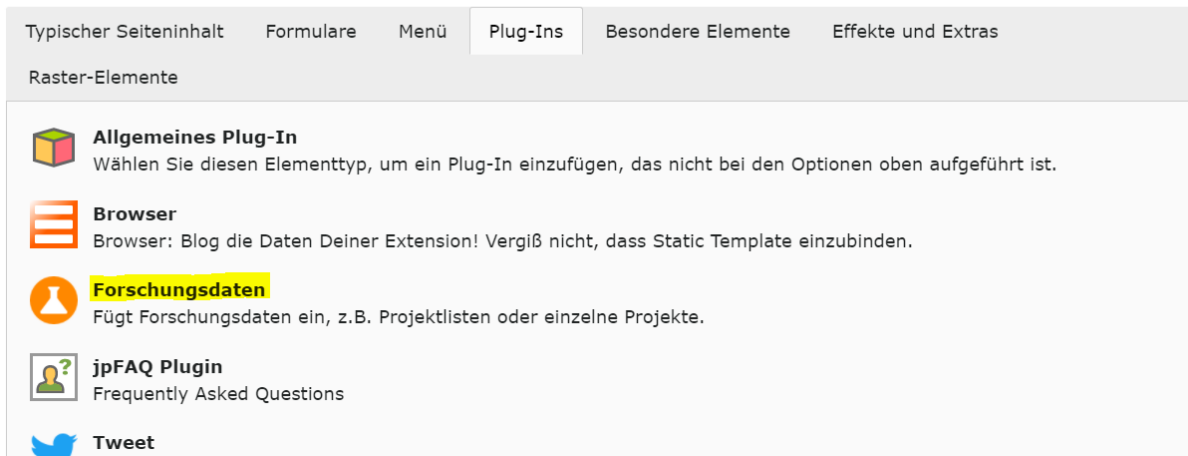 Typischer Seiteninhalt Formulare Menü Plug-Ins Besondere Elemente Effekte und Extras
Raster-Elemente
Allgemeines Plug-In
Wählen Sie diesen Elementtyp, um ein Plug-In einzufügen, das nicht bei den Optionen oben aufgeführt ist.
Browser
Browser: Blog die Daten Deiner Extension! Vergiß nicht, dass Static Template einzubinden.
Forschungsdaten
Fügt Forschungsdaten ein, z.B. Projektlisten oder einzelne Projekte.
jpFAQ Plugin
Frequently Asked Questions
Tweet